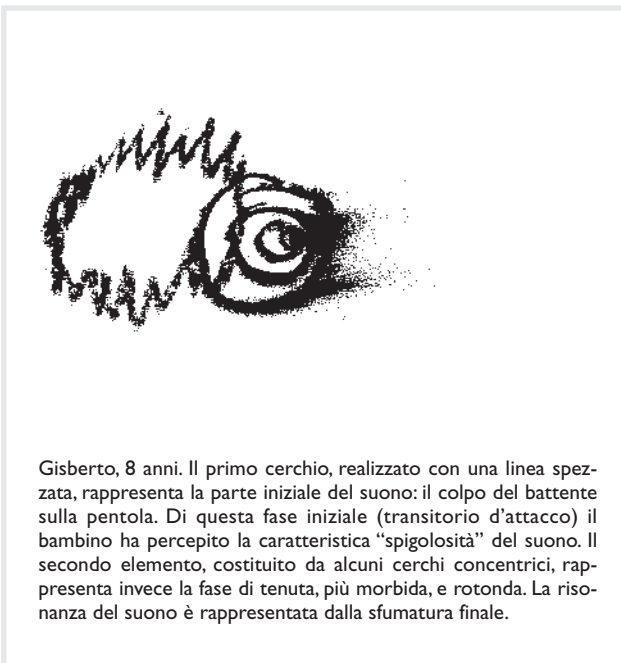 Gisberto, 8 anni. Il primo cerchio, realizzato con una linea spez-
zata, rappresenta la parte iniziale del suono: il colpo del battente
sulla pentola. Di questa fase iniziale (transitorio d’attacco) il
bambino ha percepito la caratteristica “spigolosità” del suono. Il
secondo elemento, costituito da alcuni cerchi concentrici, rap-
presenta invece la fase di tenuta, più morbida, e rotonda. La riso-
nanza del suono è rappresentata dalla sfumatura finale.